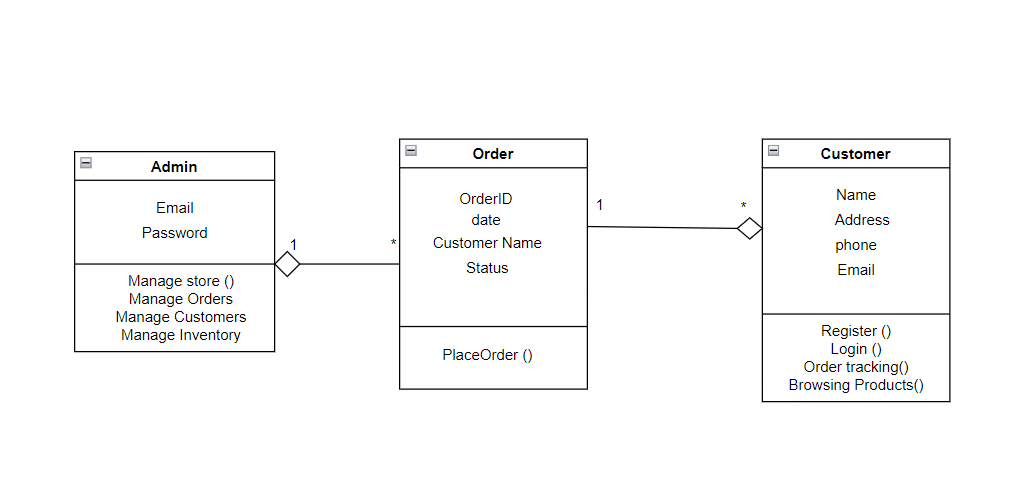 Admin
Email
Password
Manage store ()
Manage Orders
Manage Customers
Manage Inventory
1
*
Order
OrderID
date
Customer Name
Status
PlaceOrder ()
1
*
Customer
Name
Address
phone
Email
Register ()
Login ()
Order tracking()
Browsing Products()